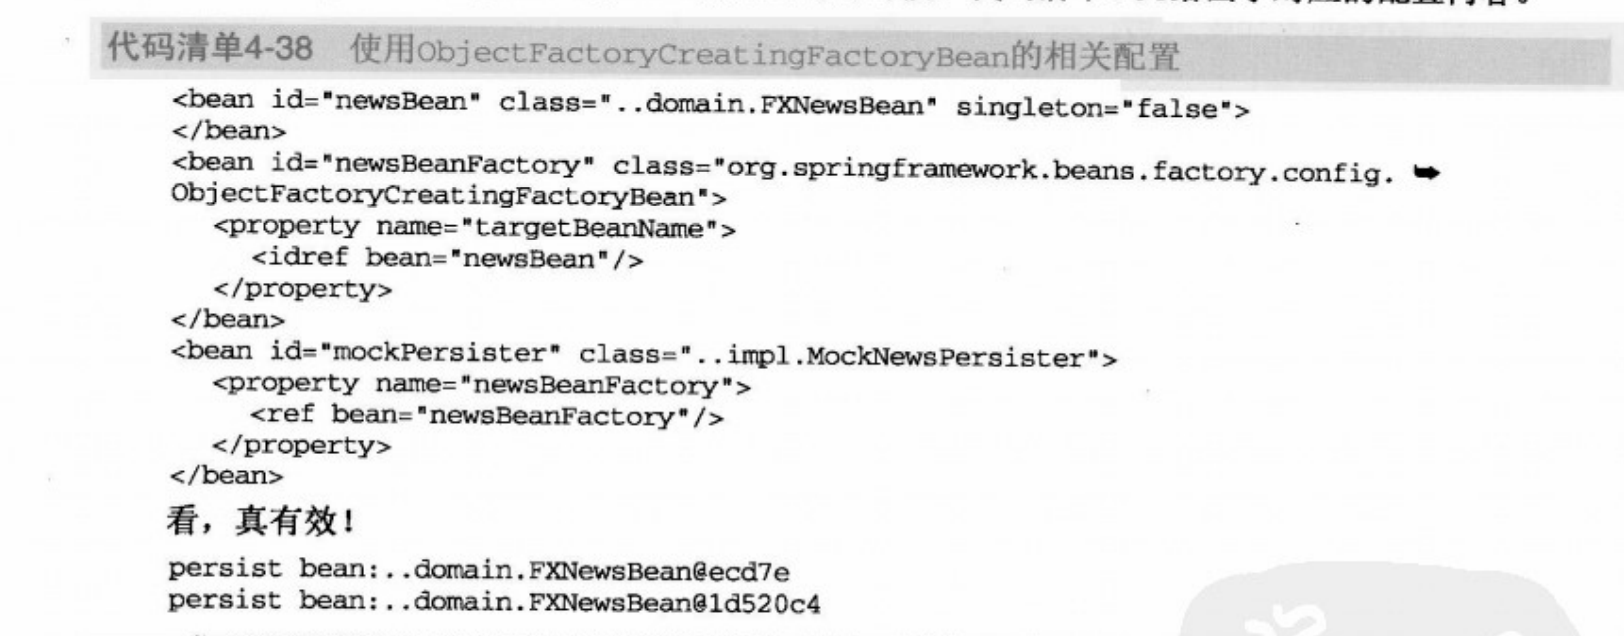 代码清单4-38 使用ObjectFactoryCreatingFactoryBean的相关配置
<bean id="newsBean" class="..domain.FXNewsBean" singleton="false">
</bean>
<bean id="newsBeanFactory" class="org.springframework.beans.factory.config. ➥
ObjectFactoryCreatingFactoryBean">
<property name="targetBeanName">
<idref bean="newsBean"/>
</property>
</bean>
<bean id="mockPersister" class="..impl.MockNewsPersister">
<property name="newsBeanFactory">
<ref bean="newsBeanFactory"/>
</property>
</bean>
看，真有效！
persist bean:..domain.FXNewsBean@ecd7e
persist bean:..domain.FXNewsBean@1d520c4